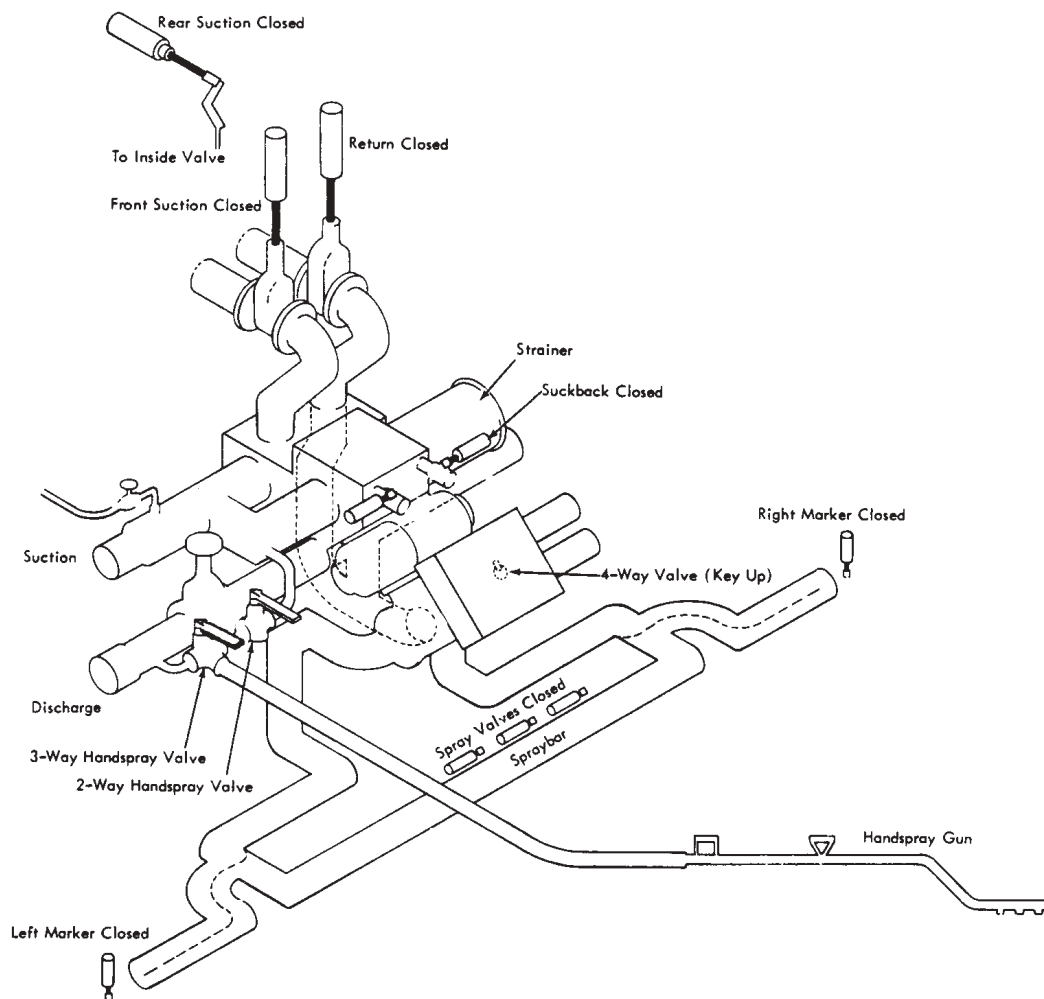 Rear Suction Closed
To Inside Valve
Return Closed
Front Suction Closed
Strainer
Suckback Closed
Right Marker Closed
Suction
4-Way Valve (Key Up)
Discharge
Spray Valves Closed
Spraybar
3-Way Handspray Valve
2-Way Handspray Valve
Handspray Gun
Left Marker Closed